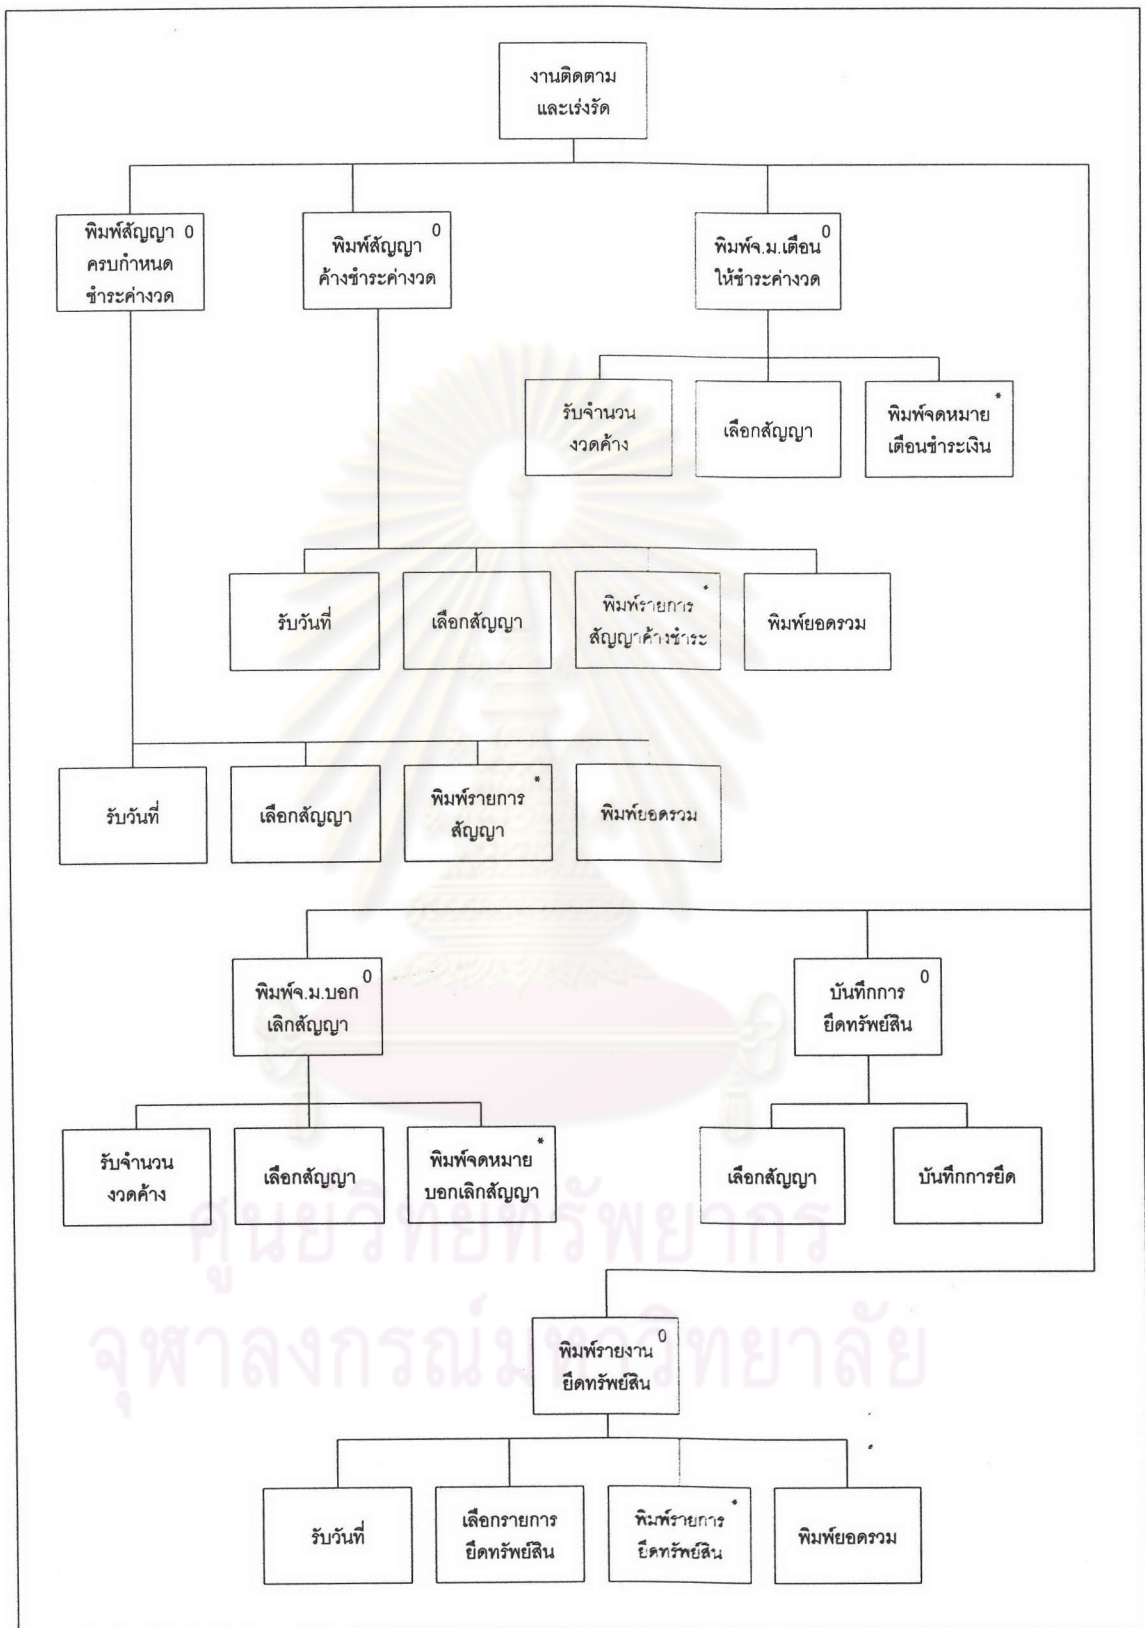 งานติดตาม
และเร่งรัด
พิมพ์สัญญา 0
ครบกำหนด
ชำระค่างวด
0
พิมพ์สัญญา
ค้างชำระค่างวด
0
พิมพ์จ.ม.เตือน
ให้ชำระค่างวด
รับจำนวน
งวดค้าง
เลือกสัญญา
*
พิมพ์จดหมาย
เตือนชำระเงิน
รับวันที่
เลือกสัญญา
*
พิมพ์รายการ
สัญญาค้างชำระ
พิมพ์ยอดรวม
รับวันที่
เลือกสัญญา
*
พิมพ์รายการ
สัญญา
พิมพ์ยอดรวม
0
พิมพ์จ.ม.บอก
เลิกสัญญา
0
บันทึกการ
ยึดทรัพย์สิน
รับจำนวน
งวดค้าง
เลือกสัญญา
*
พิมพ์จดหมาย
บอกเลิกสัญญา
เลือกสัญญา
บันทึกการยึด
ศูนย์วิทยทรัพยากร
จุฬาลงกรณ์มหาวิทยาลัย
0
พิมพ์รายงาน
ยึดทรัพย์สิน
รับวันที่
เลือกรายการ
ยึดทรัพย์สิน
*
พิมพ์รายการ
ยึดทรัพย์สิน
พิมพ์ยอดรวม